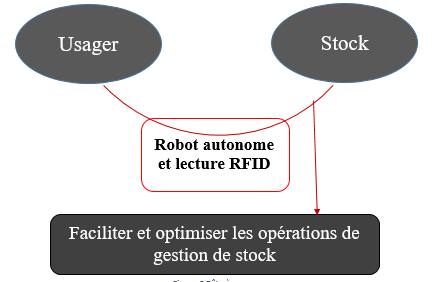 Usager
Stock
Robot autonome
et lecture RFID
Faciliter et optimiser les opérations de
gestion de stock